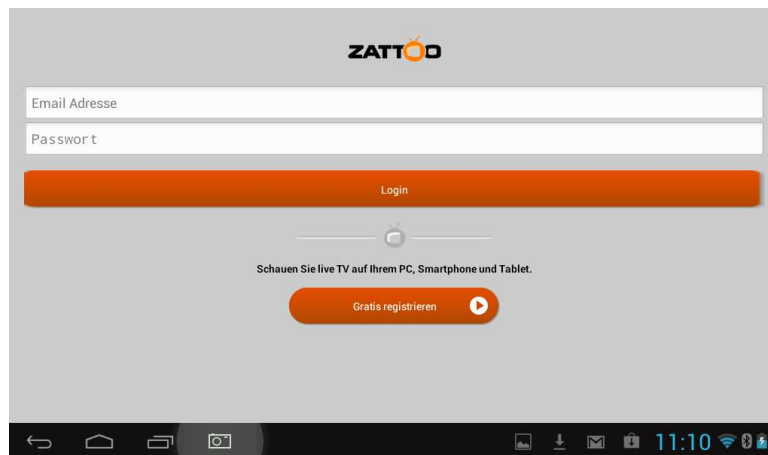 ZATTOO
Email Adresse
Passwort
Login
Schauen Sie live TV auf Ihrem PC, Smartphone und Tablet.
Gratis registrieren
11:10